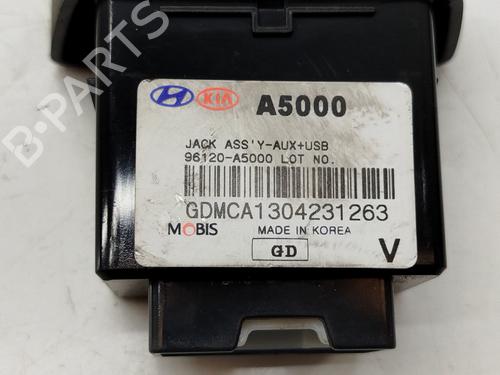 B-PARTS
KIA A5000
JACK ASS'Y-AUX+USB
96120-A5000 LOT NO.
GDMCA1304231263
MOBIS MADE IN KOREA
GD V